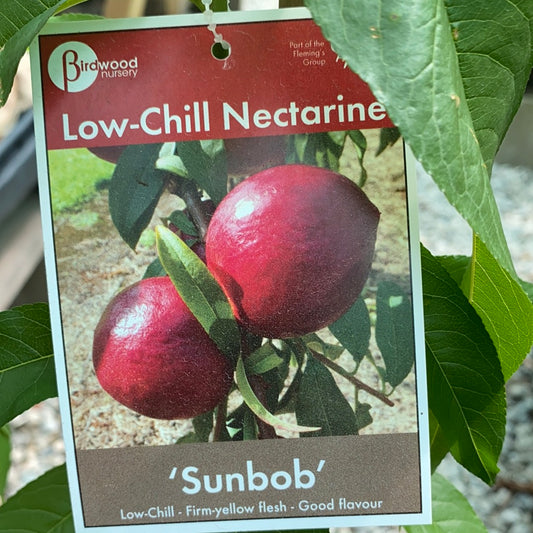 Birdwood
nursery
Part of the
Fleming's
Group
Low-Chill Nectarine
'Sunbob'
Low-Chill - Firm-yellow flesh - Good flavour